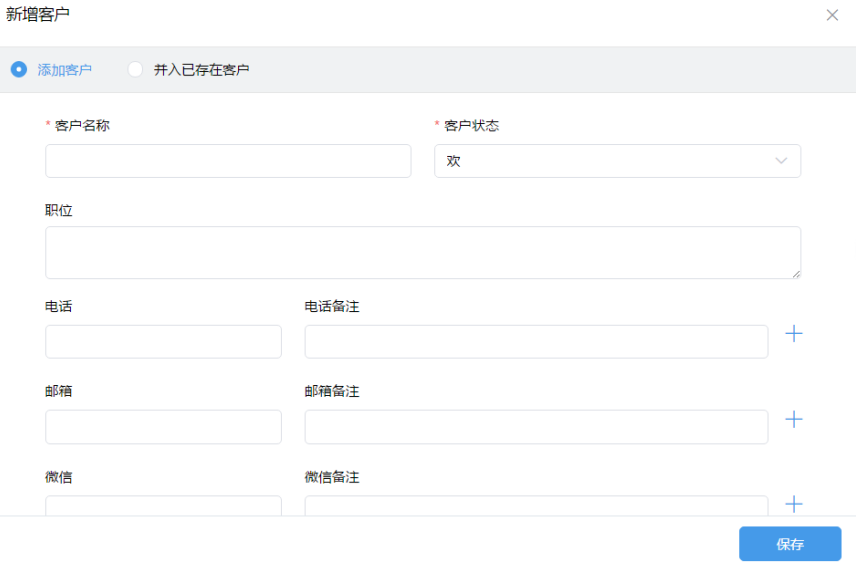 新增客户
添加客户 并入已存在客户
* 客户名称 * 客户状态
欢
职位
电话 电话备注
邮箱 邮箱备注
微信 微信备注
保存